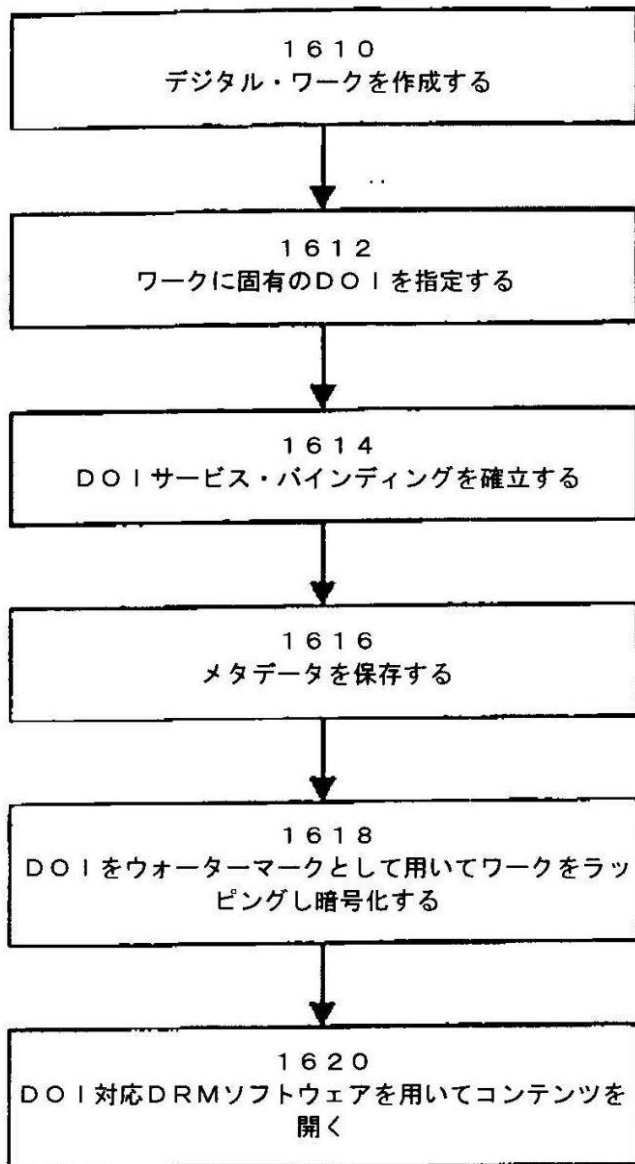 １６１０
デジタル・ワークを作成する
１６１２
ワークに固有のＤＯＩを指定する
１６１４
ＤＯＩサービス・バインディングを確立する
１６１６
メタデータを保存する
１６１８
ＤＯＩをウォーターマークとして用いてワークをラッ
ピングし暗号化する
１６２０
ＤＯＩ対応ＤＲＭソフトウェアを用いてコンテンツを
開く